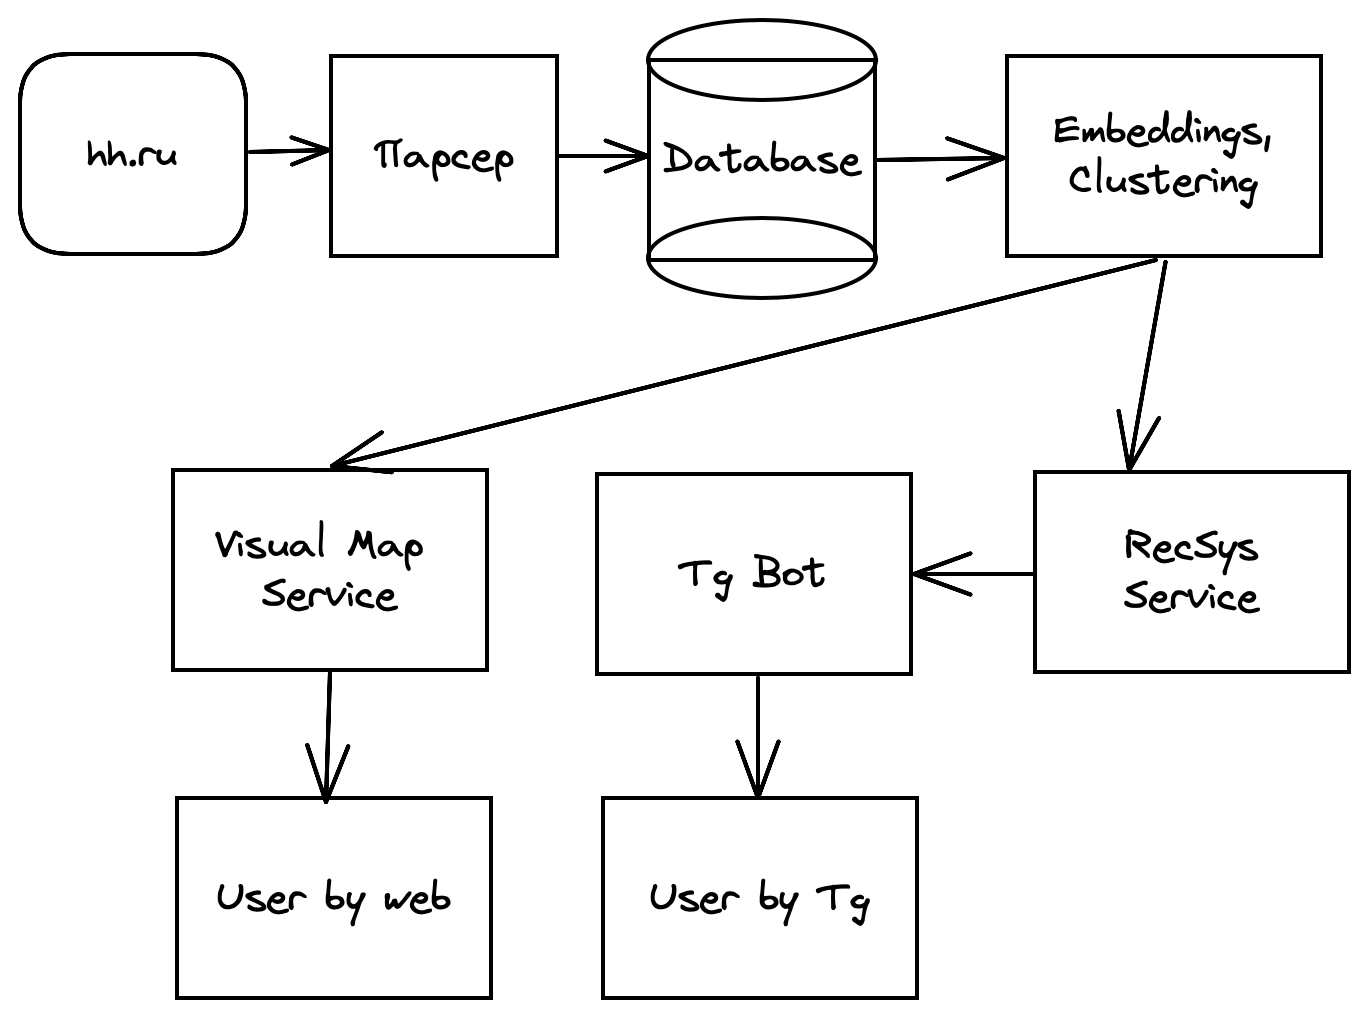 hh.ru
Парсер
Database
Embeddings,
Clustering
Visual Map
Service
Tg Bot
RecSys
Service
User by web
User by Tg